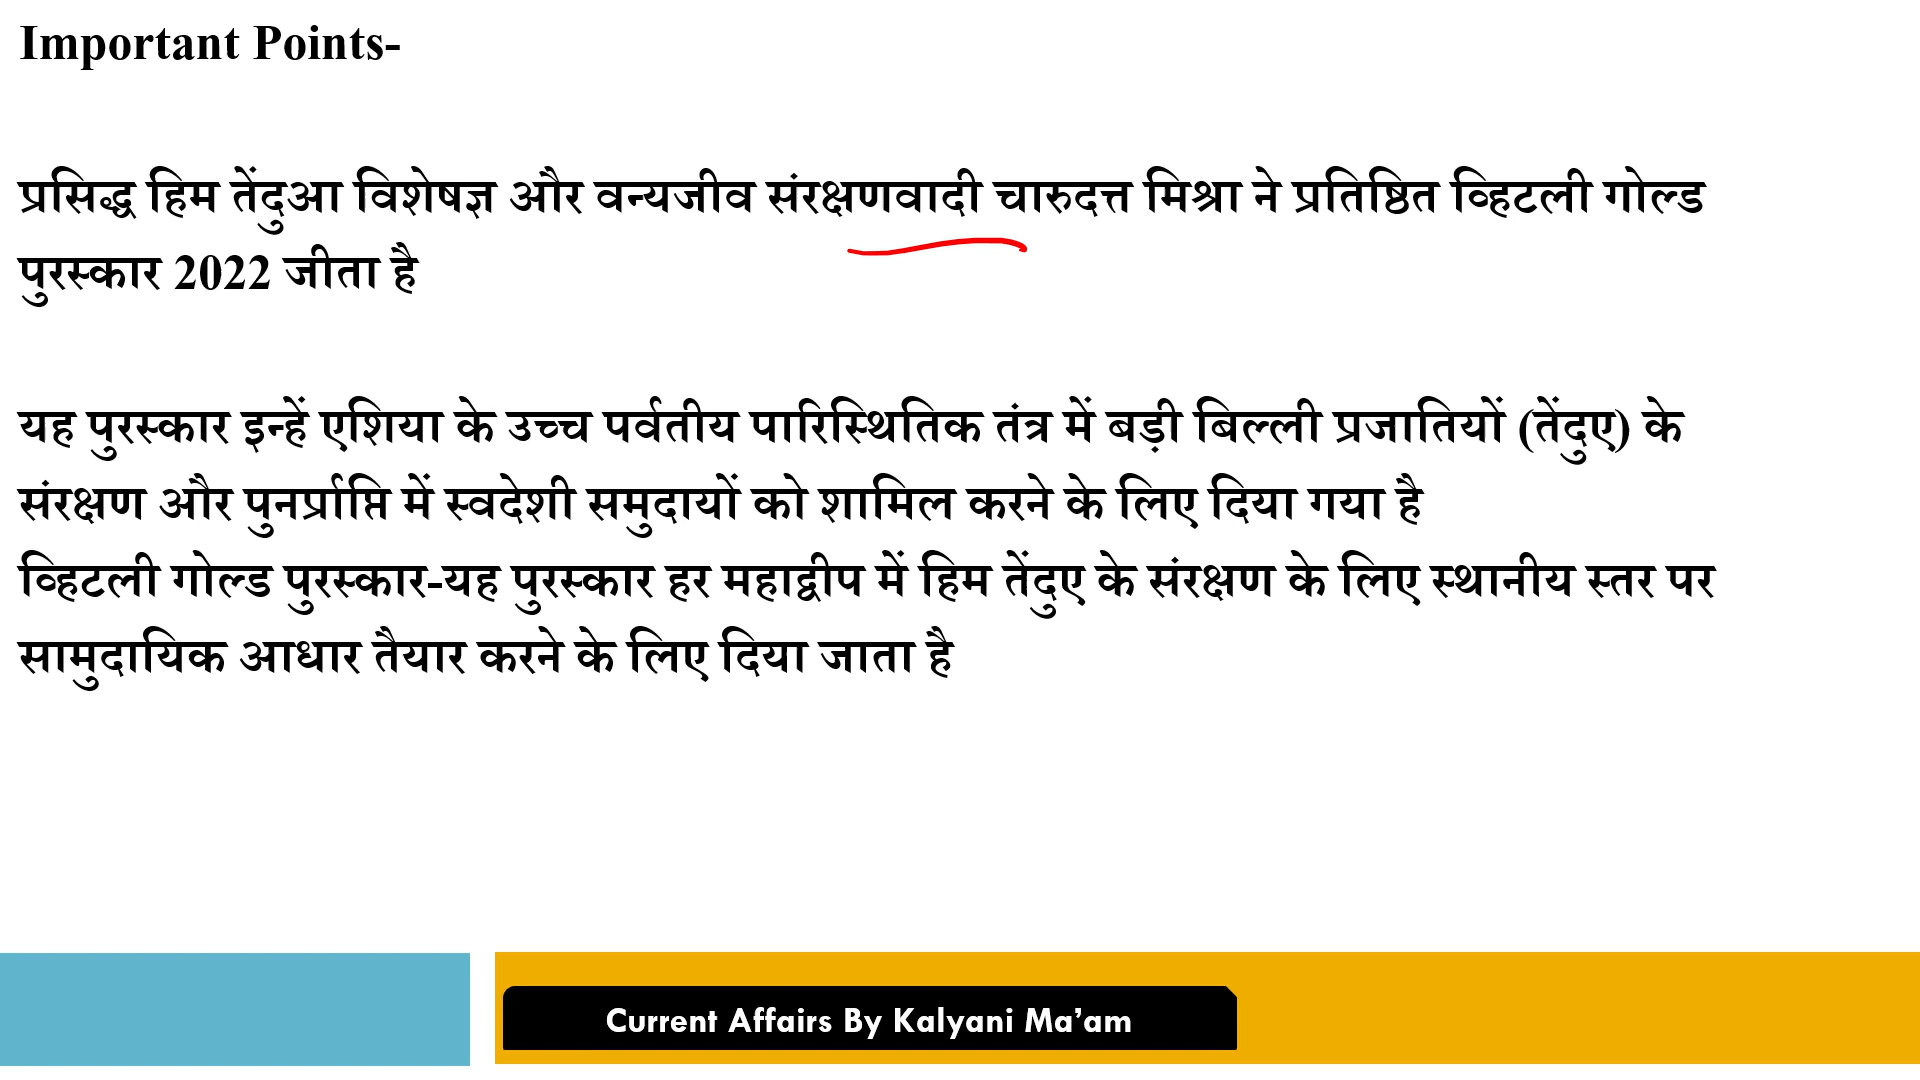 Important Points-
प्रसिद्ध हिम तेंदुआ विशेषज्ञ और वन्यजीव संरक्षणवादी चारुदत्त मिश्रा ने प्रतिष्ठित व्हिटली गोल्ड
पुरस्कार 2022 जीता है
यह पुरस्कार इन्हें एशिया के उच्च पर्वतीय पारिस्थितिक तंत्र में बड़ी बिल्ली प्रजातियों (तेंदुए) के
संरक्षण और पुनर्प्राप्ति में स्वदेशी समुदायों को शामिल करने के लिए दिया गया है
व्हिटली गोल्ड पुरस्कार-यह पुरस्कार हर महाद्वीप में हिम तेंदुए के संरक्षण के लिए स्थानीय स्तर पर
सामुदायिक आधार तैयार करने के लिए दिया जाता है
Current Affairs By Kalyani Ma’am